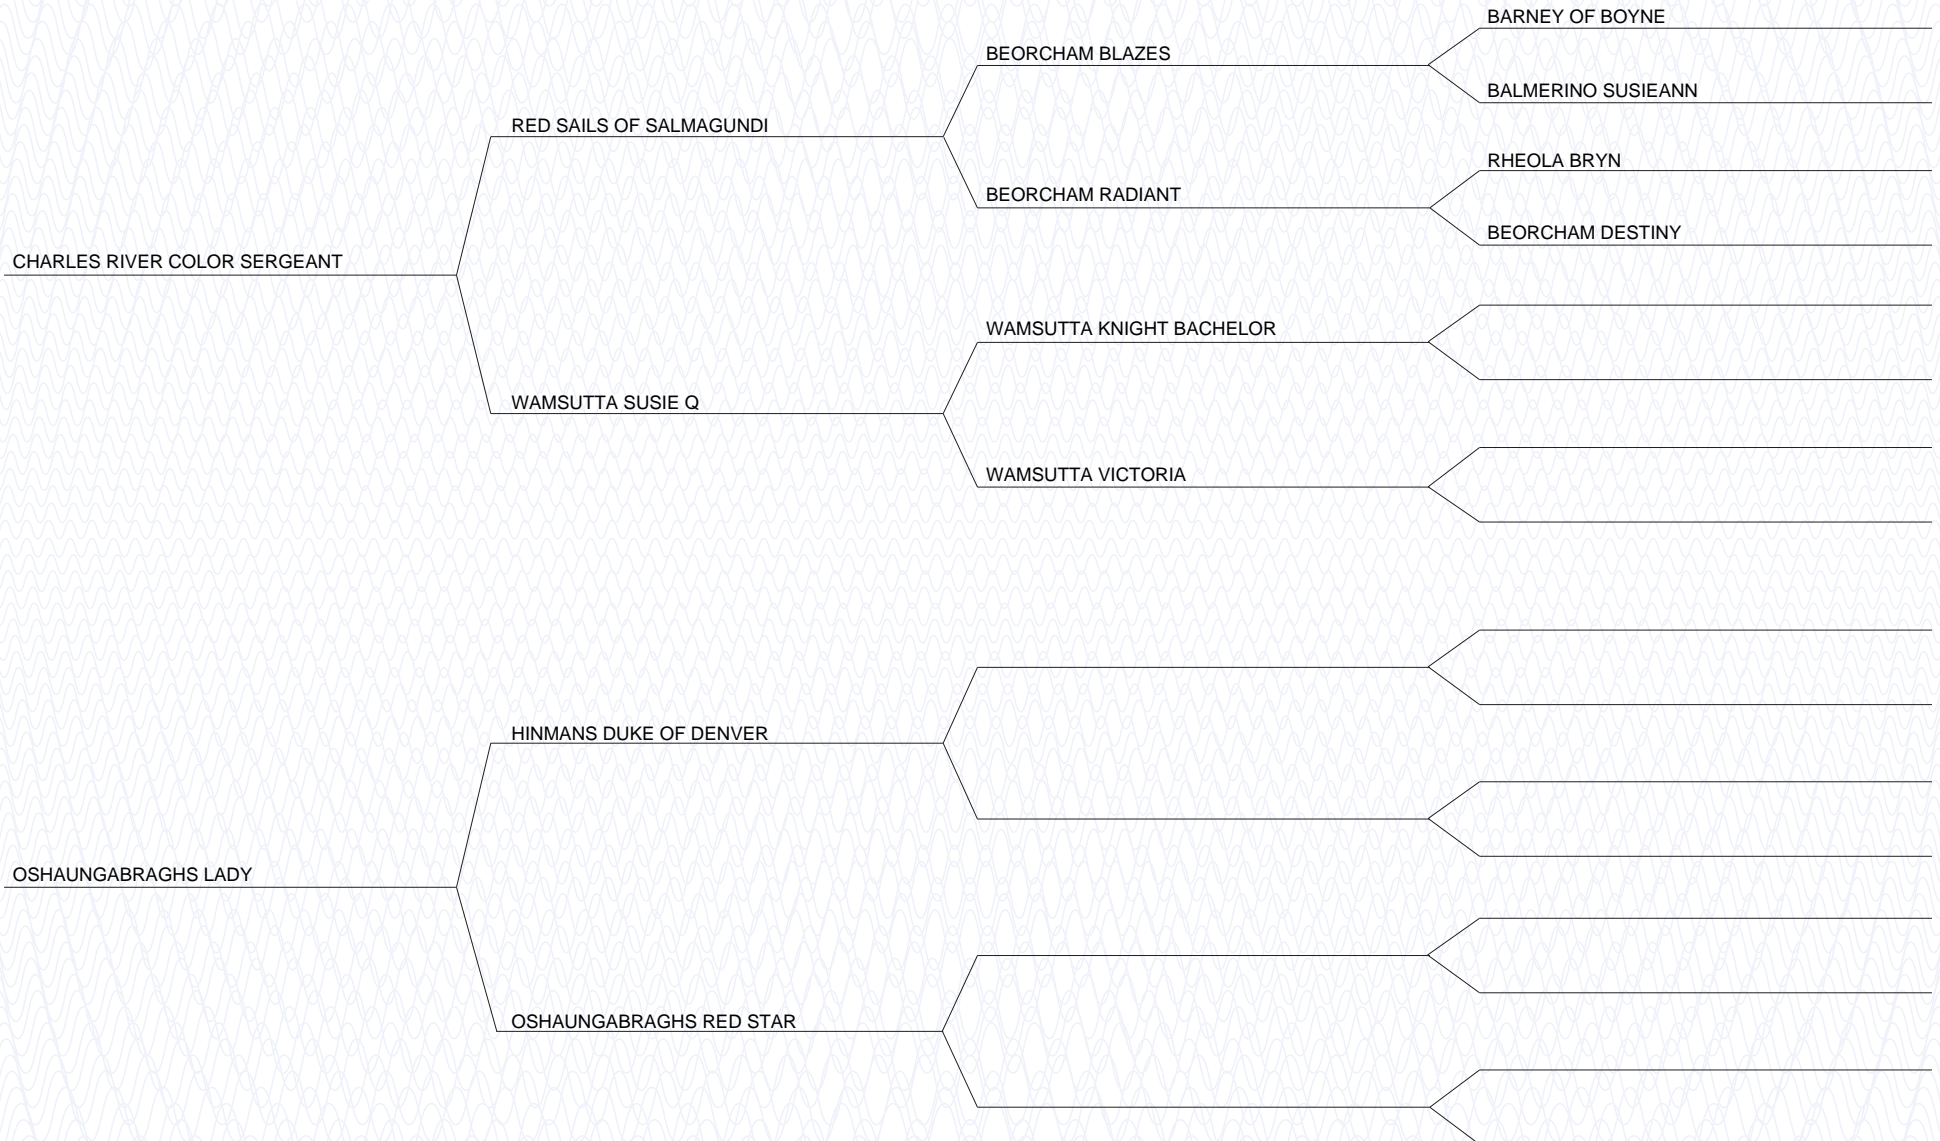 BARNEY OF BOYNE
BEORCHAM BLAZES
BALMERINO SUSIEANN
RED SAILS OF SALMAGUNDI
RHEOLA BRYN
BEORCHAM RADIANT
BEORCHAM DESTINY
CHARLES RIVER COLOR SERGEANT
WAMSUTTA KNIGHT BACHELOR
WAMSUTTA SUSIE Q
WAMSUTTA VICTORIA
HINMANS DUKE OF DENVER
OSHAUNGABRAGHS LADY
OSHAUNGABRAGHS RED STAR